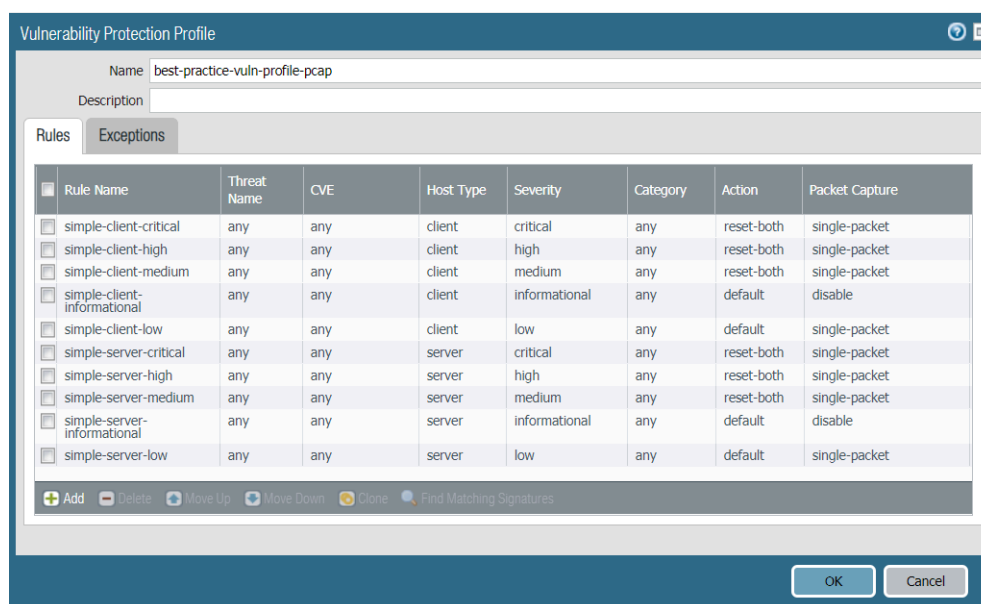 Vulnerability Protection Profile
Name best-practice-vuln-profile-pcap
Description
Rules Exceptions
Rule Name Threat Name CVE Host Type Severity Category Action Packet Capture
simple-client-critical any any client critical any reset-both single-packet
simple-client-high any any client high any reset-both single-packet
simple-client-medium any any client medium any reset-both single-packet
simple-client-informational any any client informational any default disable
simple-client-low any any client low any default single-packet
simple-server-critical any any server critical any reset-both single-packet
simple-server-high any any server high any reset-both single-packet
simple-server-medium any any server medium any reset-both single-packet
simple-server-informational any any server informational any default disable
simple-server-low any any server low any default single-packet
Add Delete Move Up Move Down Clone Find Matching Signatures
OK Cancel